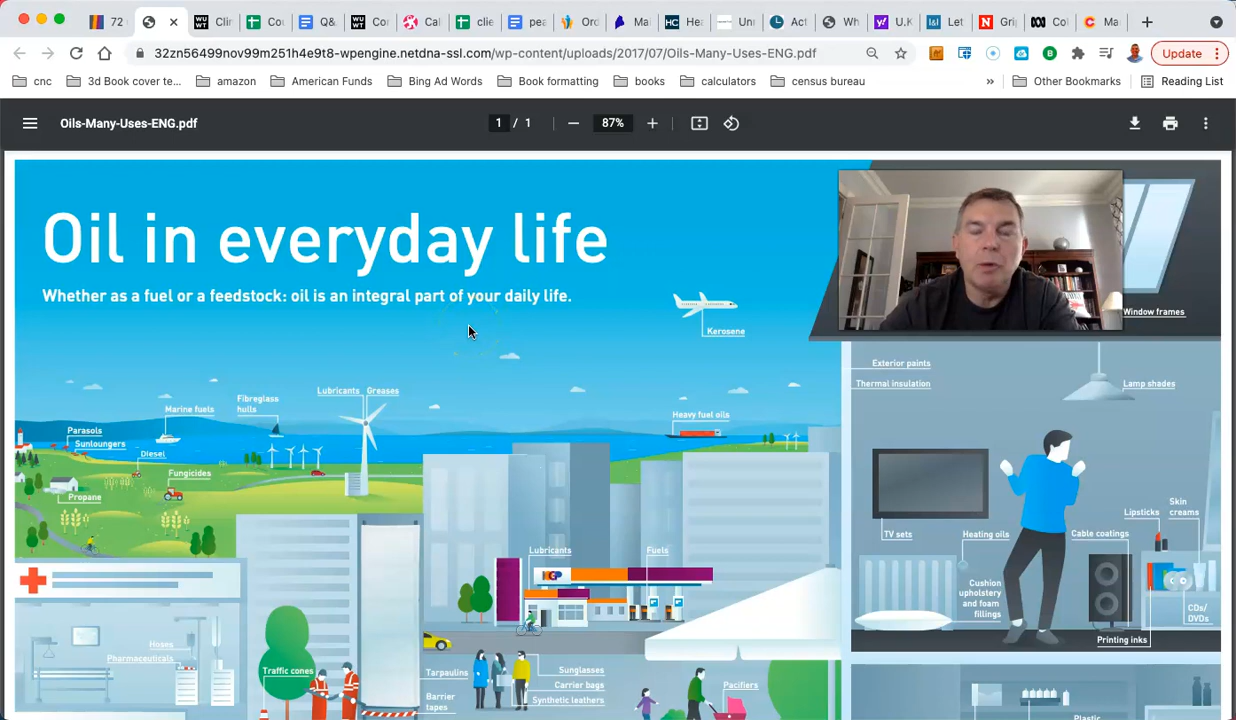 72
Clin
Cou
Q&
Cor
Cal
clie
pea
Ord
Ma
Hea
Unr
Act
Wh
U.K
Let
Gri
Col
Ma
32zn56499nov99m251h4e9t8-wpengine.netdna-ssl.com/wp-content/uploads/2017/07/Oils-Many-Uses-ENG.pdf
Update
cnc
3d Book cover te...
amazon
American Funds
Bing Ad Words
Book formatting
books
calculators
census bureau
»
Other Bookmarks
Reading List
Oils-Many-Uses-ENG.pdf
1 / 1
87%
Oil in everyday life
Whether as a fuel or a feedstock: oil is an integral part of your daily life.
Kerosene
Window frames
Exterior paints
Thermal insulation
Lamp shades
Lubricants
Greases
Marine fuels
Fibreglass
hulls
Heavy fuel oils
Parasols
Sunloungers
Diesel
Fungicides
Propane
TV sets
Heating oils
Cable coatings
Lipsticks
Skin
creams
Lubricants
Fuels
Cushion
upholstery
and foam
fillings
CDs/
DVDs
Printing inks
Hoses
Pharmaceuticals
Traffic cones
Tarpaulins
Barrier
tapes
Sunglasses
Carrier bags
Synthetic leathers
Pacifiers
Plastic